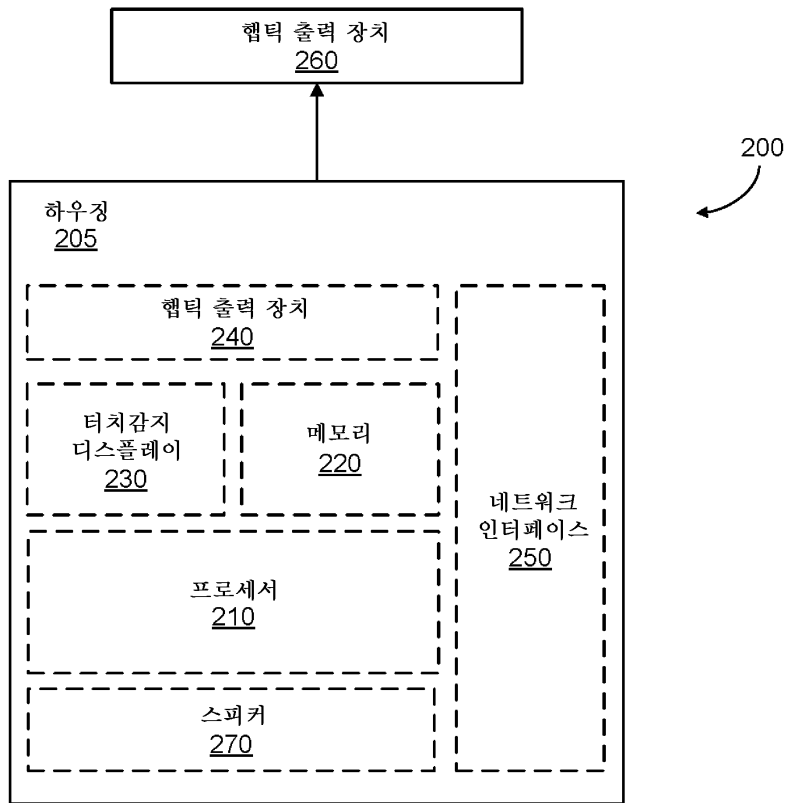 햅틱 출력 장치
260
200
하우징
205
햅틱 출력 장치
240
터치감지
디스플레이
230
메모리
220
네트워크
인터페이스
250
프로세서
210
스피커
270